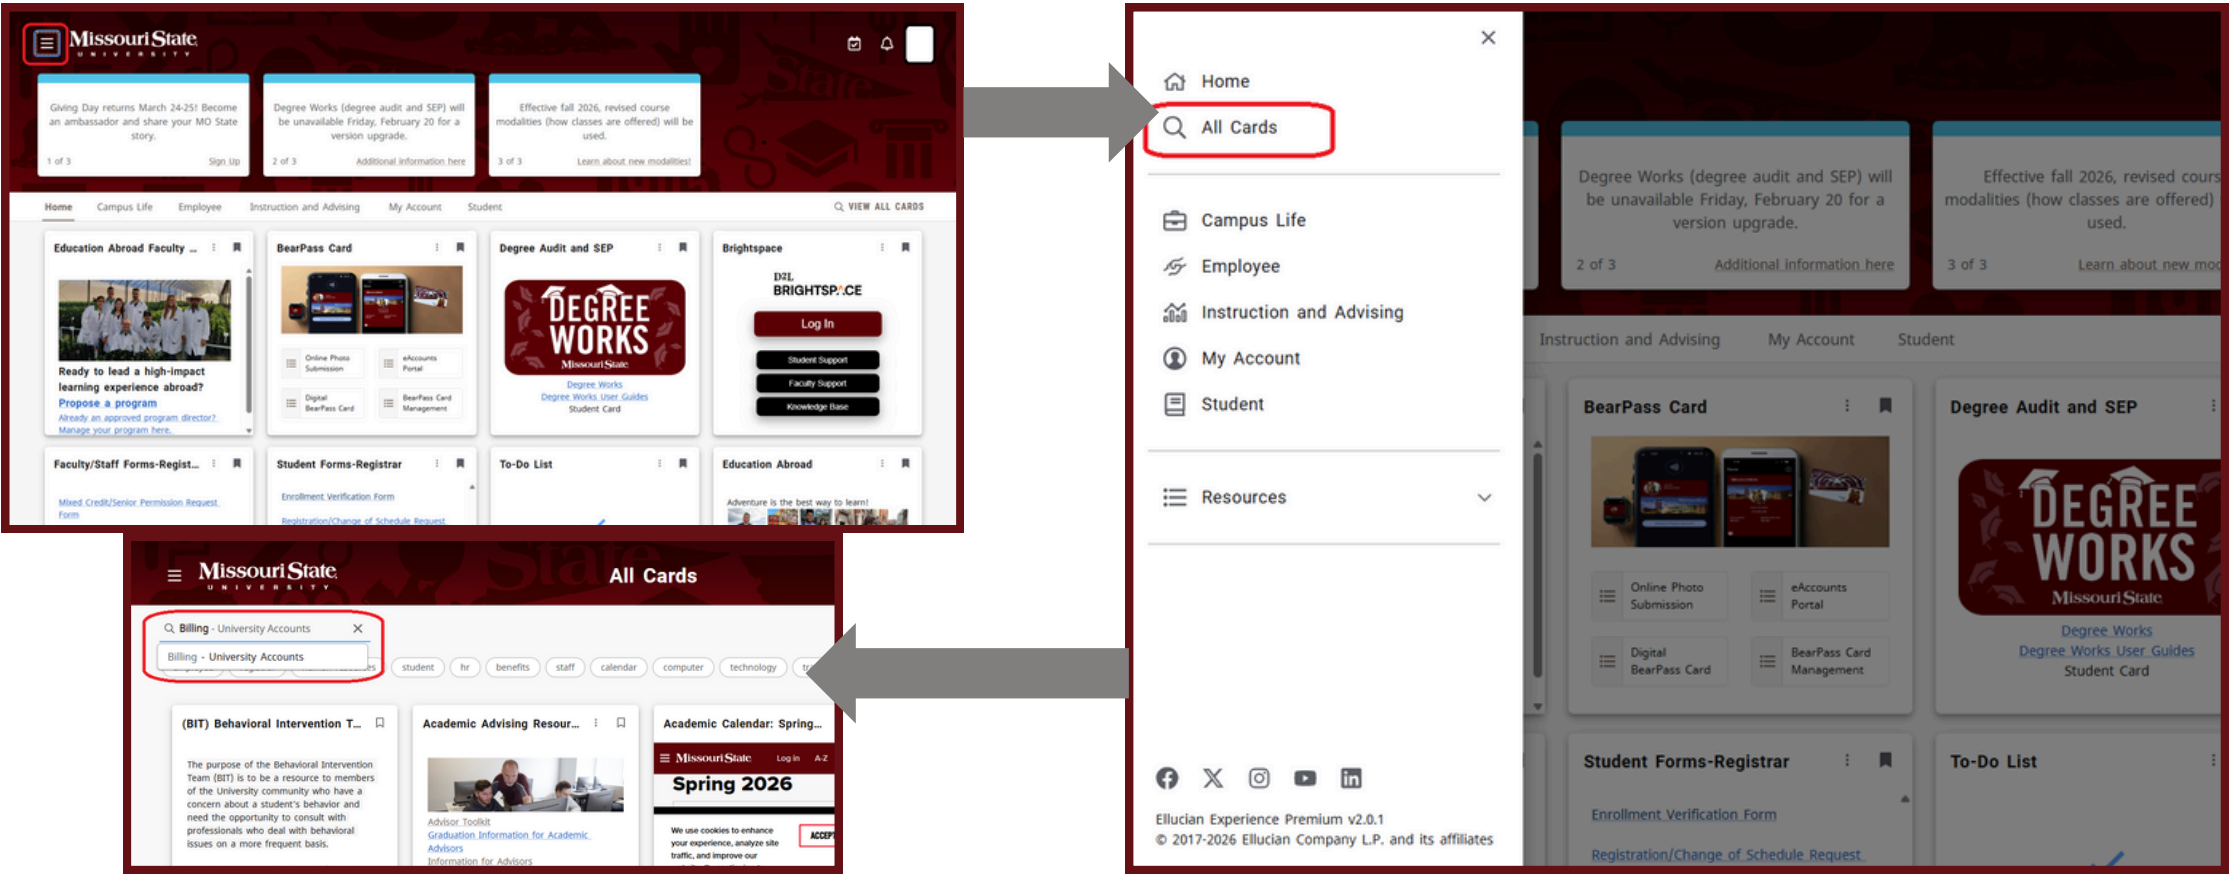 Missouri State
UNIVERSITY
Giving Day returns March 24-25! Become
an ambassador and share your MO State
story.
1 of 3
Sign Up
Degree Works (degree audit and SEP) will
be unavailable Friday, February 20 for a
version upgrade.
2 of 3
Additional information here
Effective fall 2026, revised course
modalities (how classes are offered) will be
used.
3 of 3
Learn about new modalities!
Home
Campus Life
Employee
Instruction and Advising
My Account
Student
VIEW ALL CARDS
Education Abroad Faculty ...
Ready to lead a high-impact
learning experience abroad?
Propose a program
Already an approved program director?
Manage your program here.
BearPass Card
Online Photo
Submission
eAccounts
Portal
Digital
BearPass Card
BearPass Card
Management
Degree Audit and SEP
DEGREE
WORKS
Missouri State
Degree Works
Degree Works User Guides
Student Card
Brightspace
D2L
BRIGHTSPACE
Log In
Student Support
Faculty Support
Knowledge Base
Faculty/Staff Forms-Regist...
Mixed Credit/Senior Permission Request
Form
Student Forms-Registrar
Enrollment Verification Form
Registration/Change of Schedule Request
To-Do List
Education Abroad
Adventure is the best way to learn!
Home
All Cards
Campus Life
Employee
Instruction and Advising
My Account
Student
Resources
Ellucian Experience Premium v2.0.1
© 2017-2026 Ellucian Company L.P. and its affiliates
Degree Works (degree audit and SEP) will
be unavailable Friday, February 20 for a
version upgrade.
2 of 3
Additional information here
Effective fall 2026, revised cours
modalities (how classes are offered)
used.
3 of 3
Learn about new mod
Instruction and Advising
My Account
Student
BearPass Card
Online Photo
Submission
eAccounts
Portal
Digital
BearPass Card
BearPass Card
Management
Degree Audit and SEP
DEGREE
WORKS
Missouri State
Degree Works
Degree Works User Guides
Student Card
Student Forms-Registrar
Enrollment Verification Form
Registration/Change of Schedule Request
To-Do List
Missouri State
UNIVERSITY
All Cards
Billing - University Accounts
Billing - University Accounts
student
hr
benefits
staff
calendar
computer
technology
(BIT) Behavioral Intervention T...
The purpose of the Behavioral Intervention
Team (BIT) is to be a resource to members
of the University community who have a
concern about a student's behavior and
need the opportunity to consult with
professionals who deal with behavioral
issues on a more frequent basis.
Academic Advising Resour...
Advisor Toolkit
Graduation Information for Academic
Advisors
Information for Advisors
Academic Calendar: Spring...
Missouri State
Log in
A-Z
Spring 2026
We use cookies to enhance
your experience, analyze site
traffic, and improve our
ACCEPT